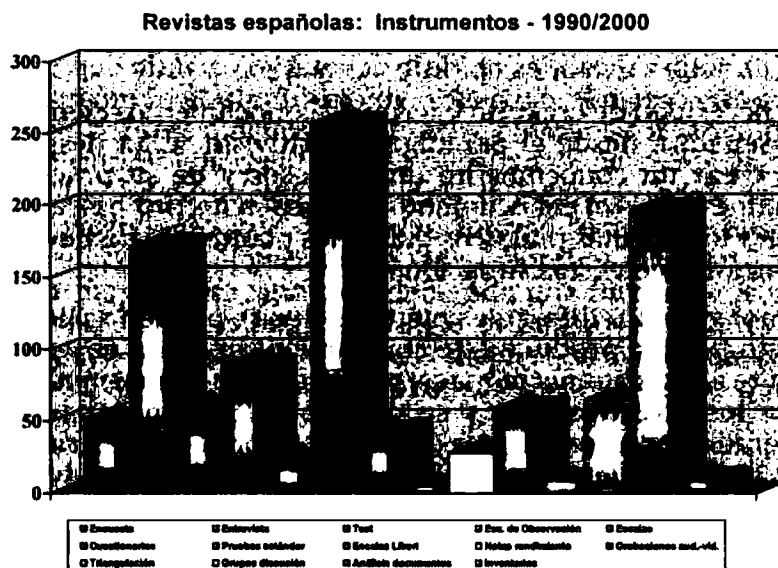 Revistas españolas: Instrumentos - 1990/2000
300
250
200
150
100
50
0
Encuesta Entrevista Test Esc. de Observación Escalas
Cuestionarios Pruebas estándar Escalas Likert Notas rendimiento Grabaciones aud.-vid.
Triangulación Grupos discusión Análisis documentos Inventarios